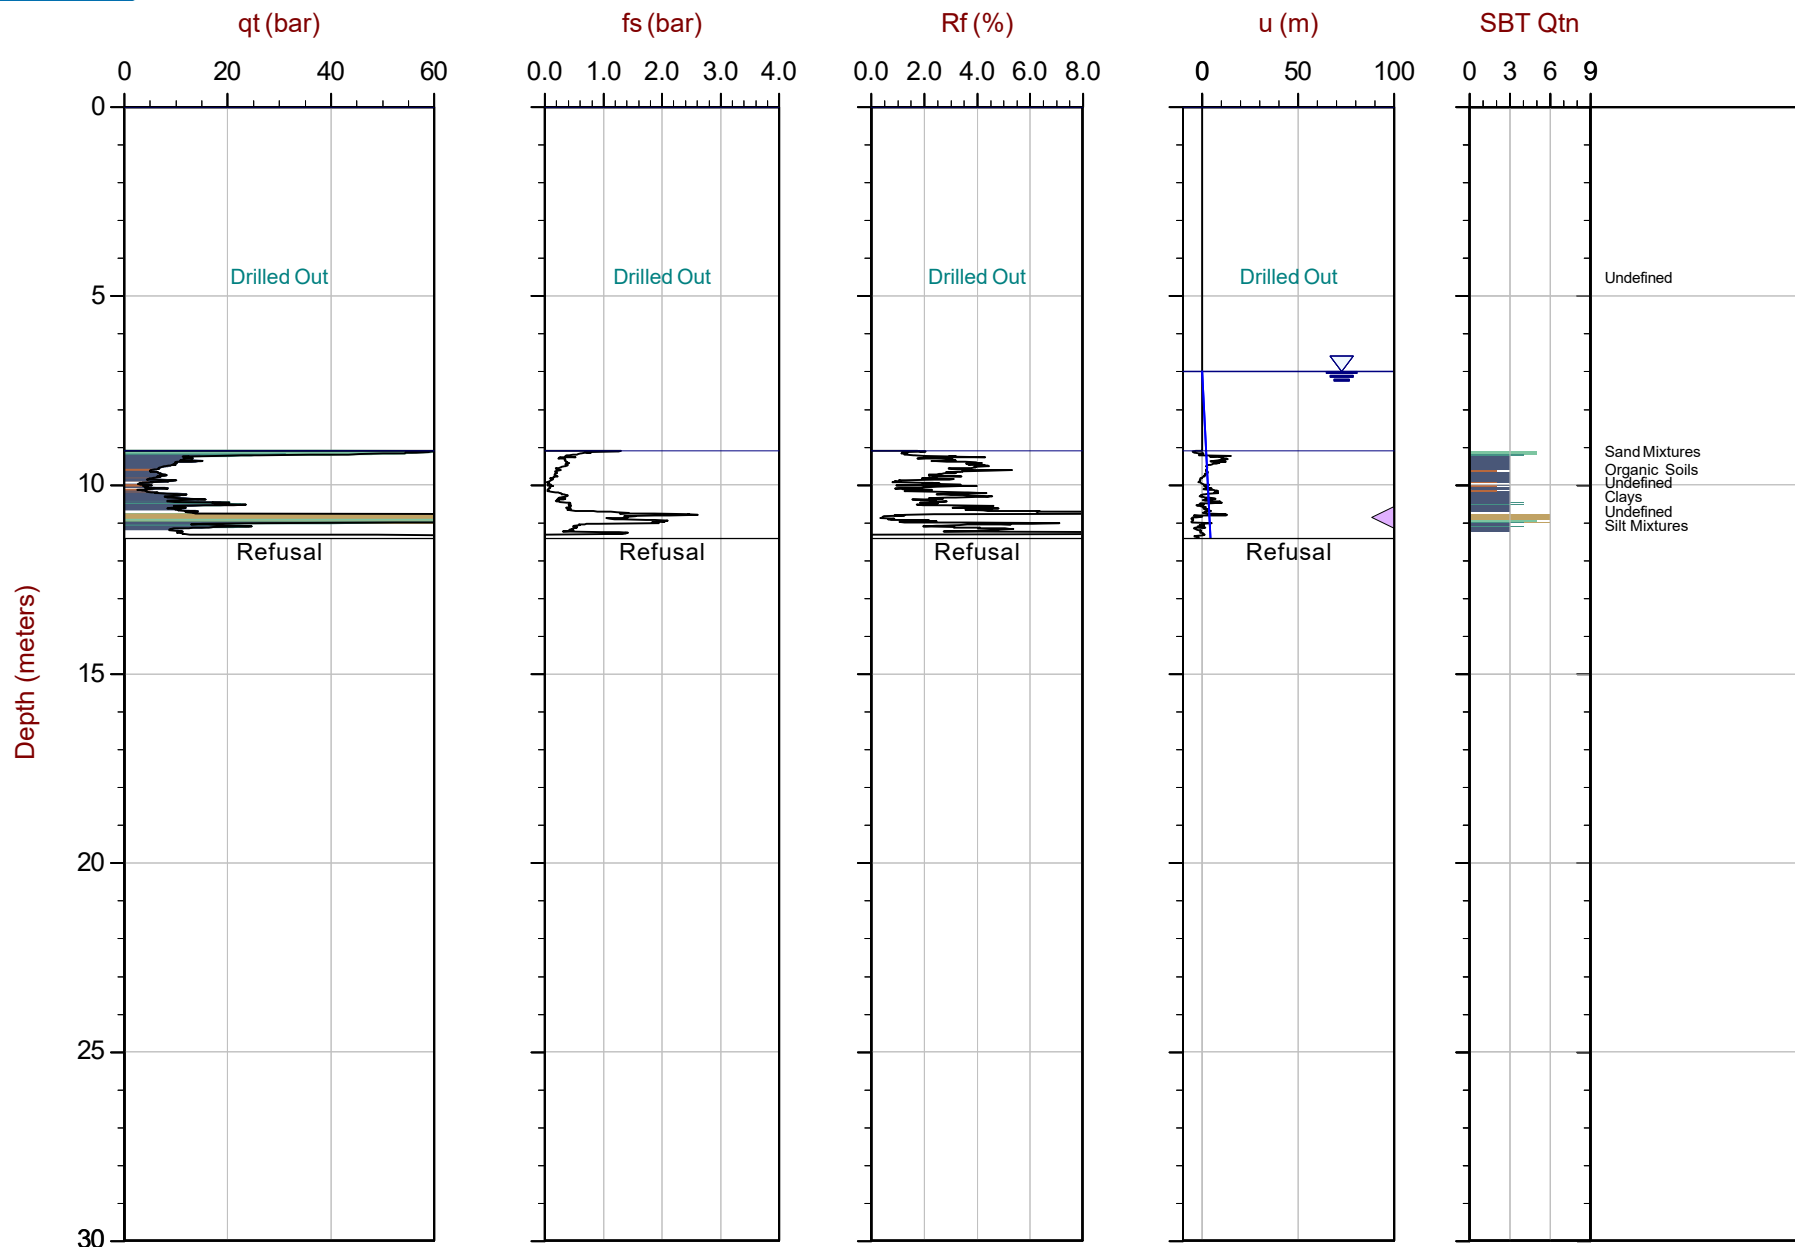 qt (bar) fs (bar) Rf (%) u (m) SBT Qtn
0 20 40 60 0.0 1.0 2.0 3.0 4.0 0.0 2.0 4.0 6.0 8.0 0 50 100 0 3 6 9
0
Drilled Out Drilled Out Drilled Out Drilled Out Undefined
5
Sand Mixtures
Organic Soils
10
Undefined
Clays
Undefined
Silt Mixtures
Refusal Refusal Refusal Refusal
15
Depth (meters)
20
25
30